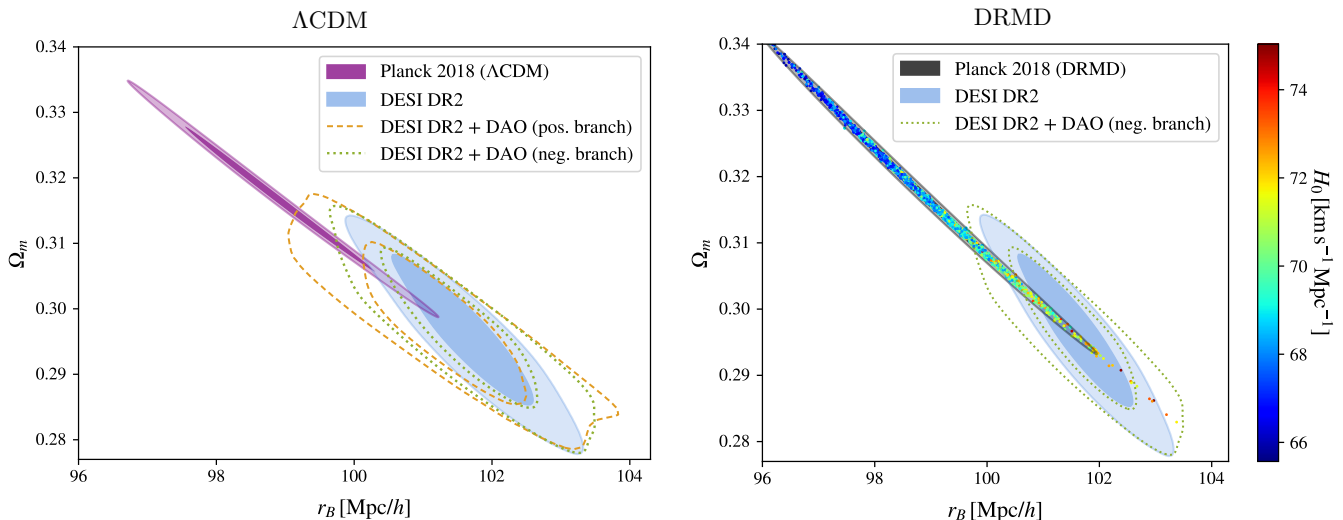 ΛCDM
Planck 2018 (ΛCDM)
DESI DR2
DESI DR2 + DAO (pos. branch)
DESI DR2 + DAO (neg. branch)
0.34
0.33
0.32
0.31
0.30
0.29
0.28
Ωₘ
96 98 100 102 104
r_B [Mpc/h]
DRMD
Planck 2018 (DRMD)
DESI DR2
DESI DR2 + DAO (neg. branch)
0.34
0.33
0.32
0.31
0.30
0.29
0.28
Ωₘ
96 98 100 102 104
r_B [Mpc/h]
74
72
70
68
66
H₀ [km s⁻¹ Mpc⁻¹]